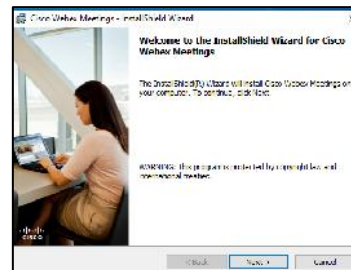 Cisco Webex Meetings - InstallShield Wizard
Welcome to the InstallShield Wizard for Cisco
Webex Meetings
The InstallShield(R) Wizard will install Cisco Webex Meetings on
your computer. To continue, click Next.
WARNING: This program is protected by copyright law and
international treaties.
CISCO
< Back
Next >
Cancel